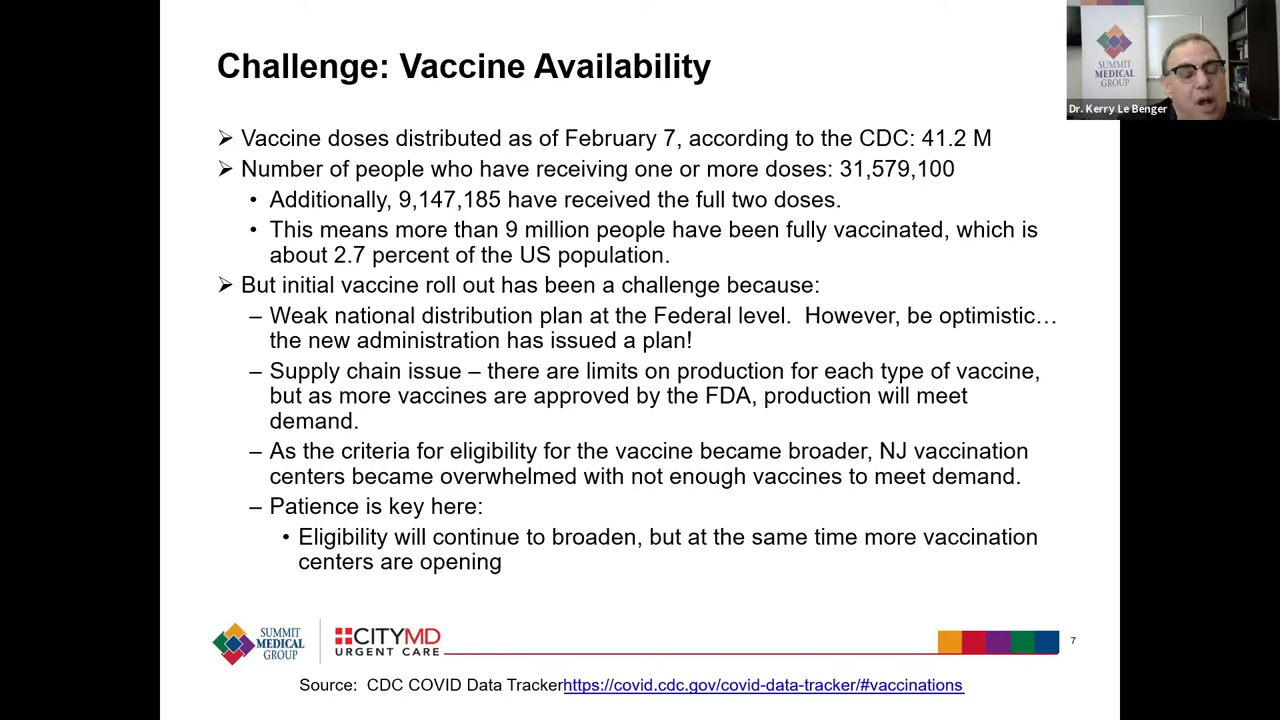 Challenge: Vaccine Availability
SUMMIT
MEDICAL
GROUP
Dr. Kerry Le Benger
➢ Vaccine doses distributed as of February 7, according to the CDC: 41.2 M
➢ Number of people who have receiving one or more doses: 31,579,100
• Additionally, 9,147,185 have received the full two doses.
• This means more than 9 million people have been fully vaccinated, which is
about 2.7 percent of the US population.
➢ But initial vaccine roll out has been a challenge because:
– Weak national distribution plan at the Federal level.  However, be optimistic…
the new administration has issued a plan!
– Supply chain issue – there are limits on production for each type of vaccine,
but as more vaccines are approved by the FDA, production will meet
demand.
– As the criteria for eligibility for the vaccine became broader, NJ vaccination
centers became overwhelmed with not enough vaccines to meet demand.
– Patience is key here:
• Eligibility will continue to broaden, but at the same time more vaccination
centers are opening
SUMMIT
MEDICAL
GROUP
CITYMD
URGENT CARE
7
Source:  CDC COVID Data Trackerhttps://covid.cdc.gov/covid-data-tracker/#vaccinations